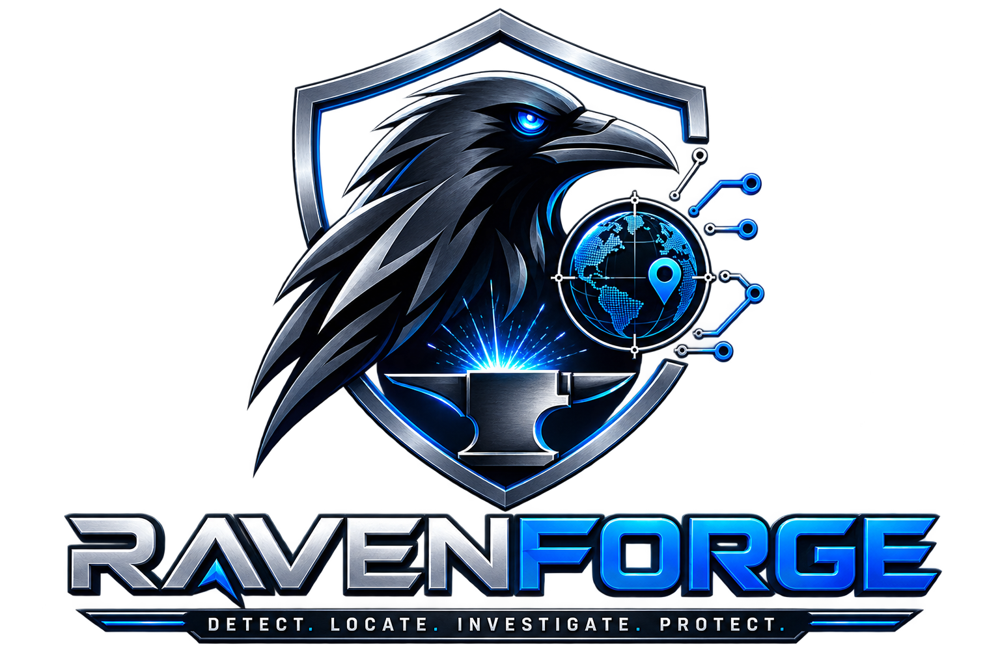 RAVENFORGE
DETECT. LOCATE. INVESTIGATE. PROTECT.